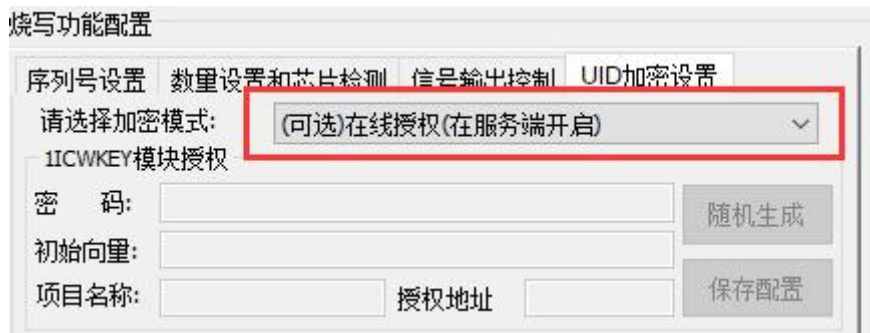 烧写功能配置
序列号设置 数量设置和芯片检测 信号输出控制 UID加密设置
请选择加密模式: (可选)在线授权(在服务端开启)
1ICWKEY模块授权
密 码: 随机生成
初始向量:
项目名称: 授权地址 保存配置